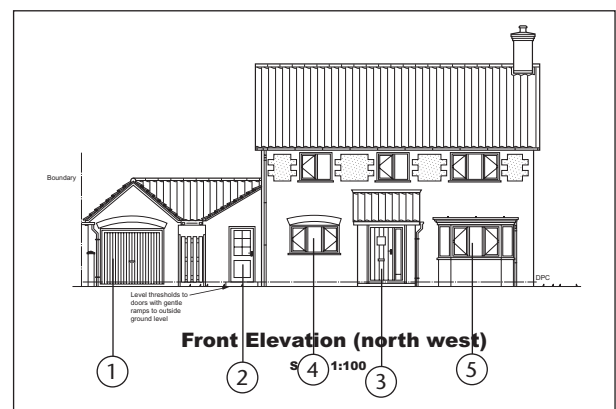 Boundary
DPC
Level thresholds to
doors with gentle
ramps to outside
ground level
Front Elevation (north west)
1:100
1
2
4
3
5